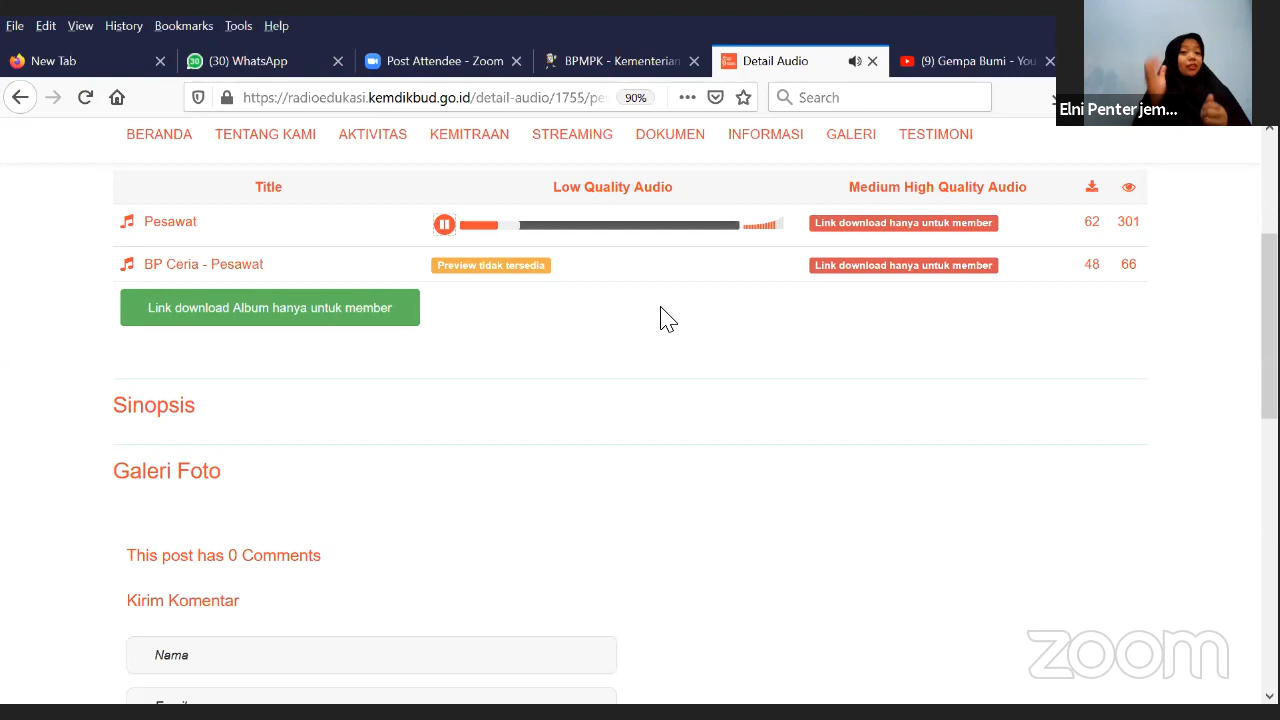 File Edit View History Bookmarks Tools Help
New Tab (30) WhatsApp Post Attendee - Zoom BPMPK - Kementerian Detail Audio (9) Gempa Bumi - You
https://radioedukasi.kemdikbud.go.id/detail-audio/1755/pe 90% Search
Elni Penterjem...
BERANDA TENTANG KAMI AKTIVITAS KEMITRAAN STREAMING DOKUMEN INFORMASI GALERI TESTIMONI
Title Low Quality Audio Medium High Quality Audio
Pesawat Link download hanya untuk member 62 301
BP Ceria - Pesawat Preview tidak tersedia Link download hanya untuk member 48 66
Link download Album hanya untuk member
Sinopsis
Galeri Foto
This post has 0 Comments
Kirim Komentar
Nama
zoom